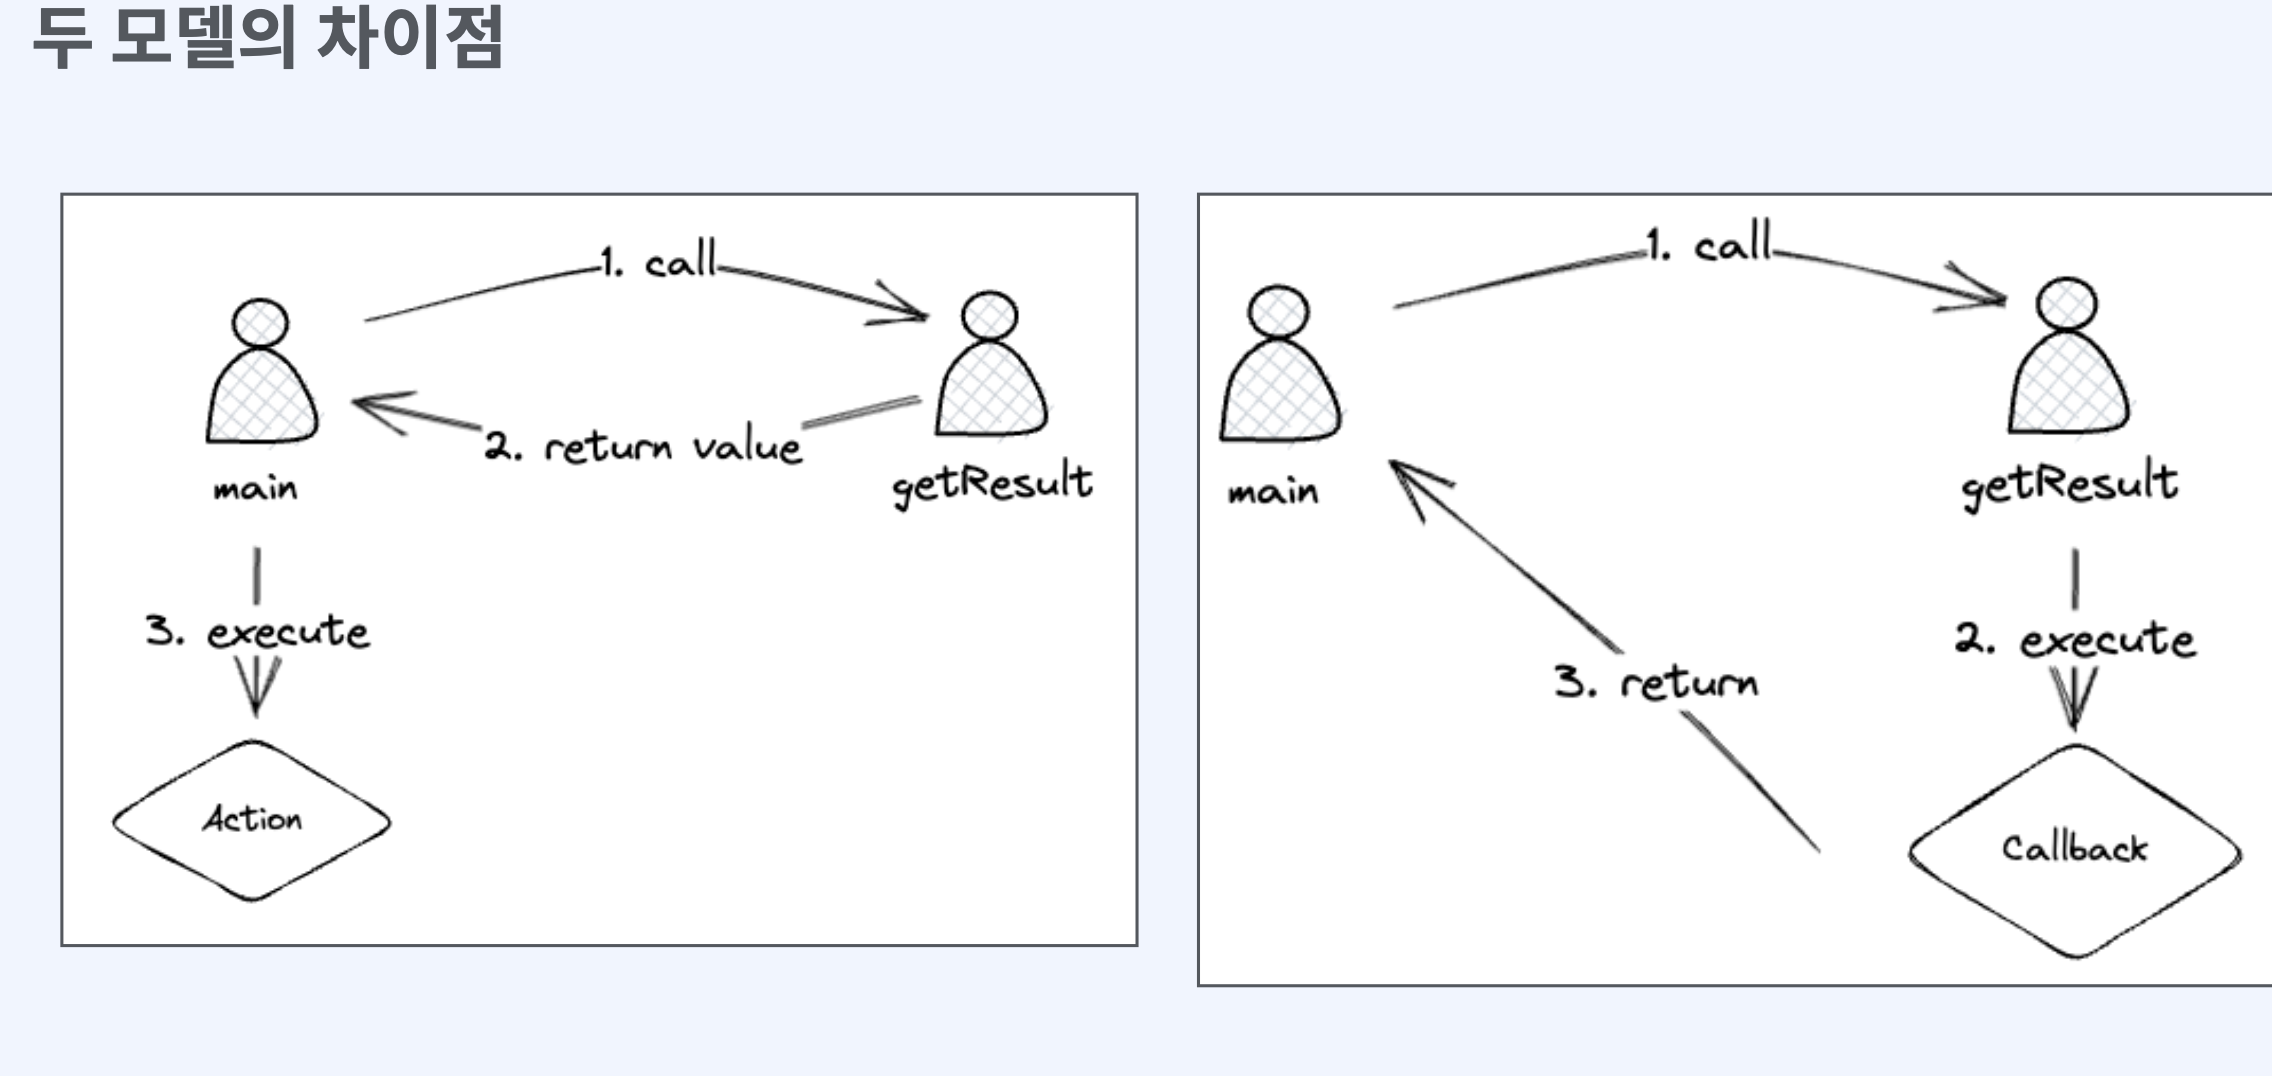 두 모델의 차이점
1. call
2. return value
main
getResult
3. execute
Action
1. call
main
getResult
2. execute
3. return
Callback